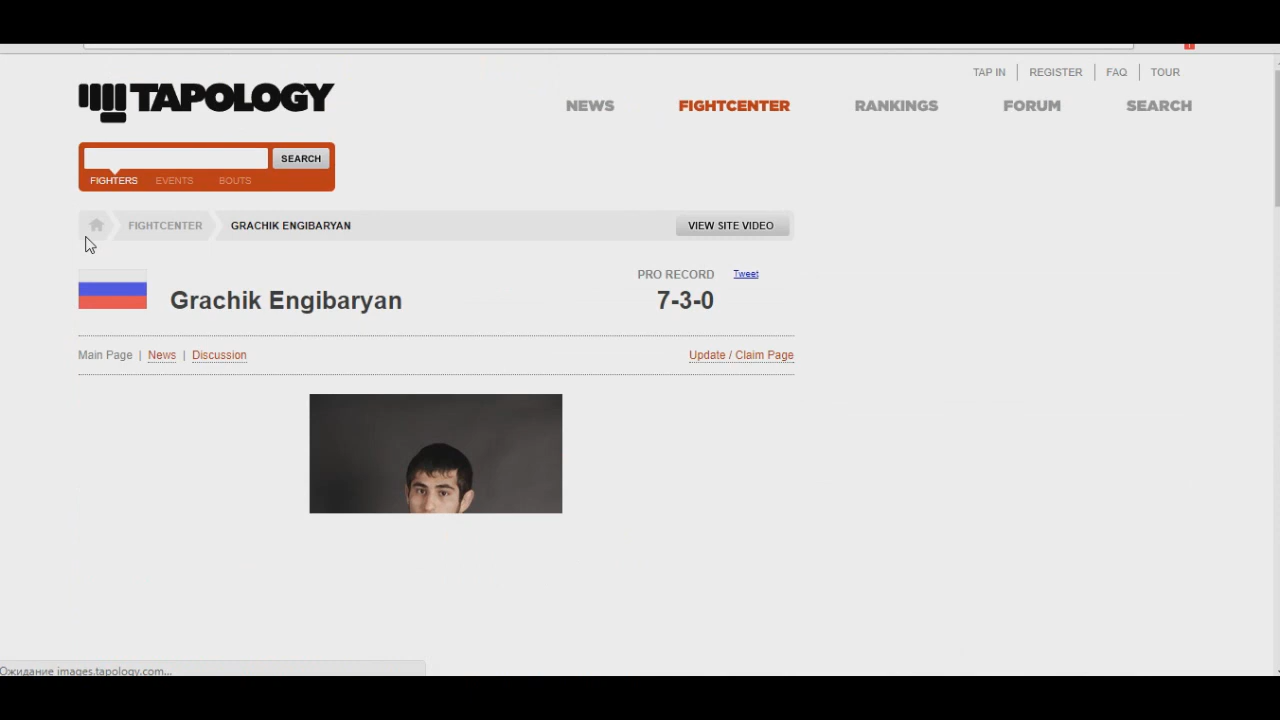 TAP IN REGISTER FAQ TOUR
TAPOLOGY
NEWS FIGHTCENTER RANKINGS FORUM SEARCH
SEARCH
FIGHTERS EVENTS BOUTS
FIGHTCENTER GRACHIK ENGIBARYAN VIEW SITE VIDEO
PRO RECORD Tweet
Grachik Engibaryan 7-3-0
Main Page | News | Discussion Update / Claim Page
Ожидание images.tapology.com...